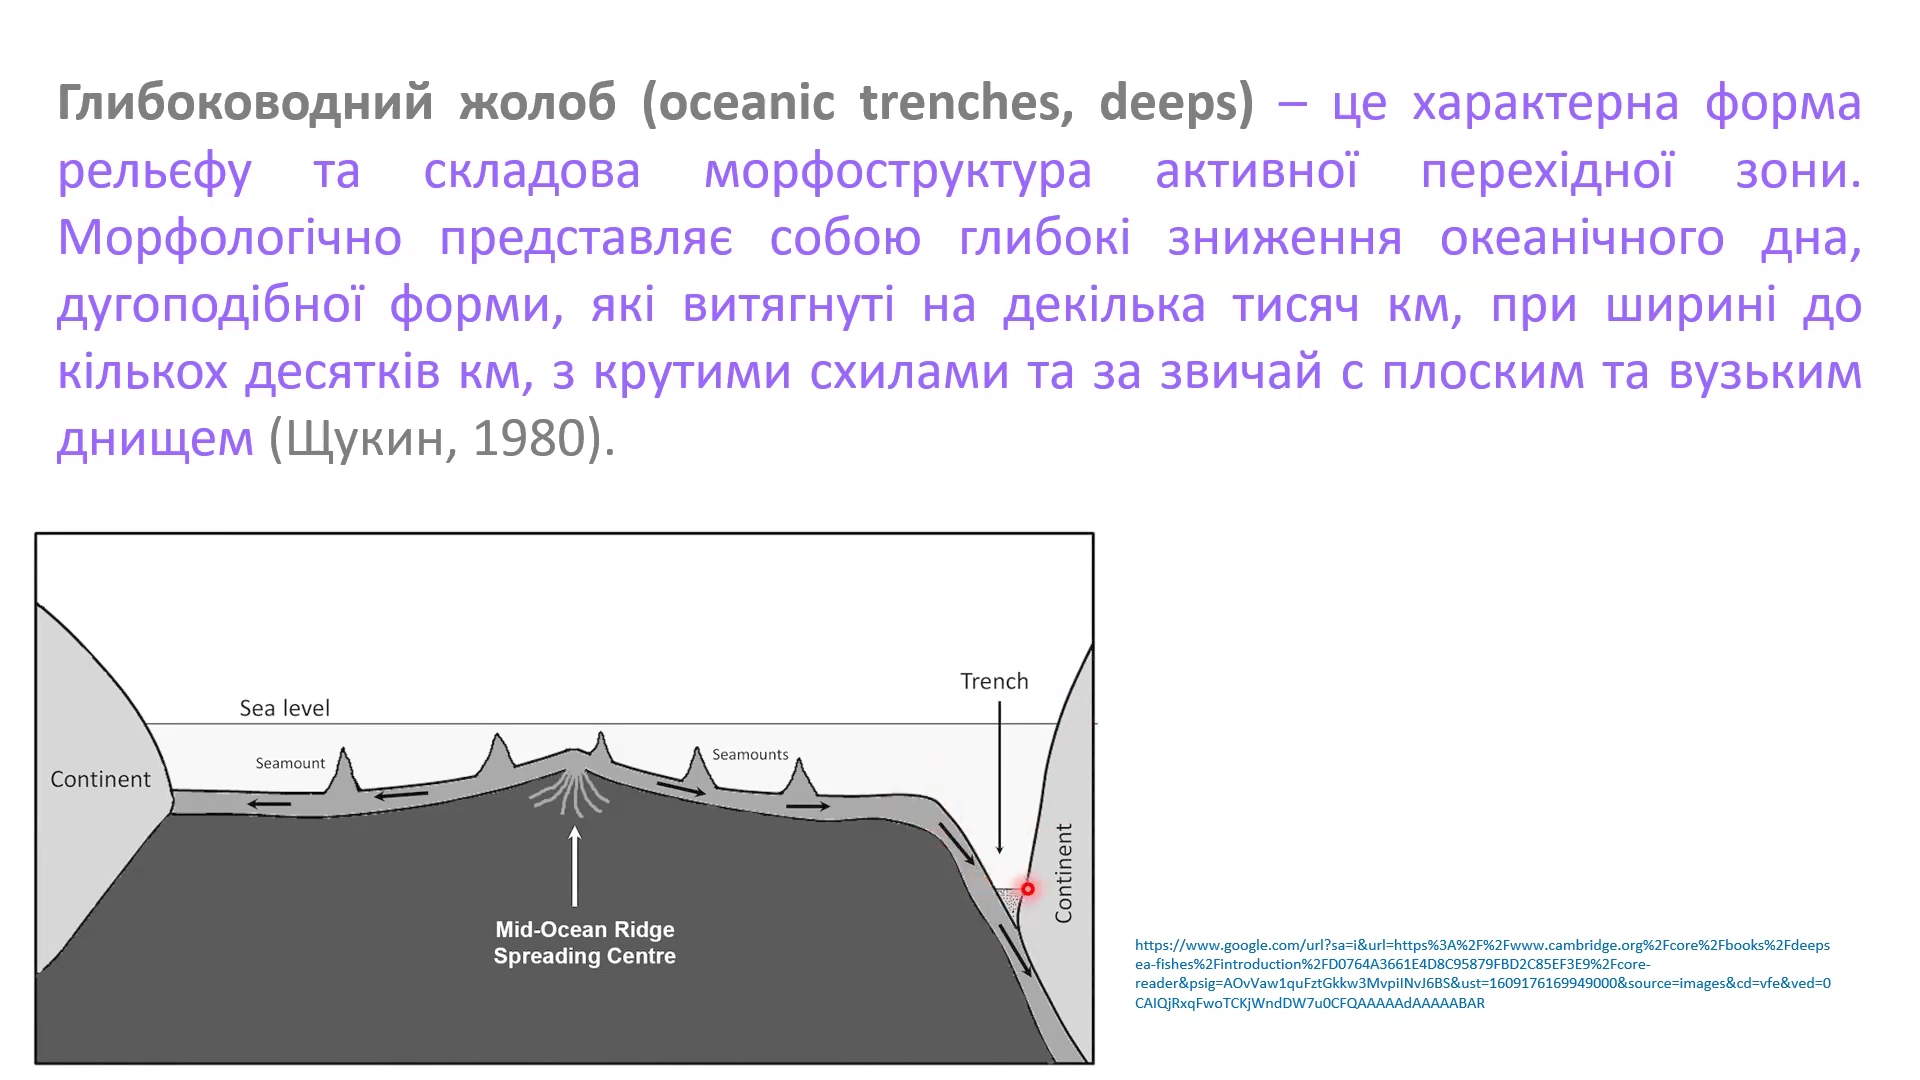 Глибоководний жолоб (oceanic trenches, deeps) – це характерна форма
рельєфу та складова морфоструктура активної перехідної зони.
Морфологічно представляє собою глибокі зниження океанічного дна,
дугоподібної форми, які витягнуті на декілька тисяч км, при ширині до
кількох десятків км, з крутими схилами та за звичай с плоским та вузьким
днищем (Щукин, 1980).
Trench
Sea level
Seamount
Seamounts
Continent
Continent
Mid-Ocean Ridge
Spreading Centre
https://www.google.com/url?sa=i&url=https%3A%2F%2Fwww.cambridge.org%2Fcore%2Fbooks%2Fdeeps
ea-fishes%2Fintroduction%2FD0764A3661E4D8C95879FBD2C85EF3E9%2Fcore-
reader&psig=AOvVaw1quFztGkkw3MvpiINvJ6BS&ust=1609176169949000&source=images&cd=vfe&ved=0
CAIQjRxqFwoTCKjWndDW7u0CFQAAAAAdAAAAABAR